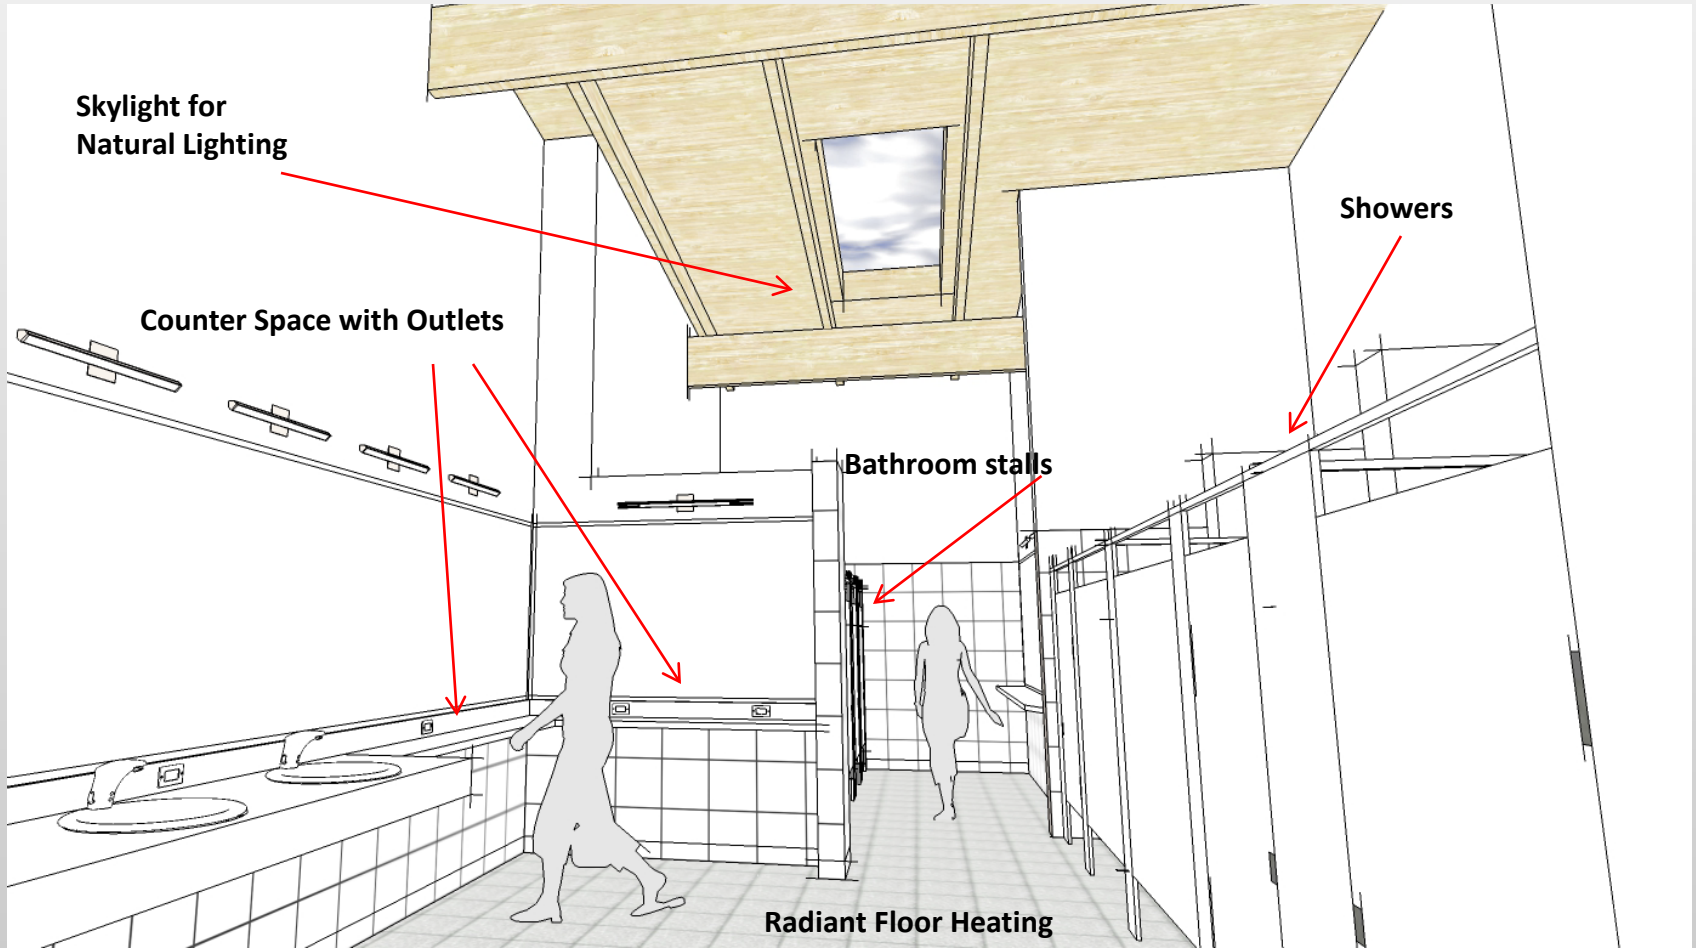 Skylight for
Natural Lighting
Showers
Counter Space with Outlets
Bathroom stalls
Radiant Floor Heating